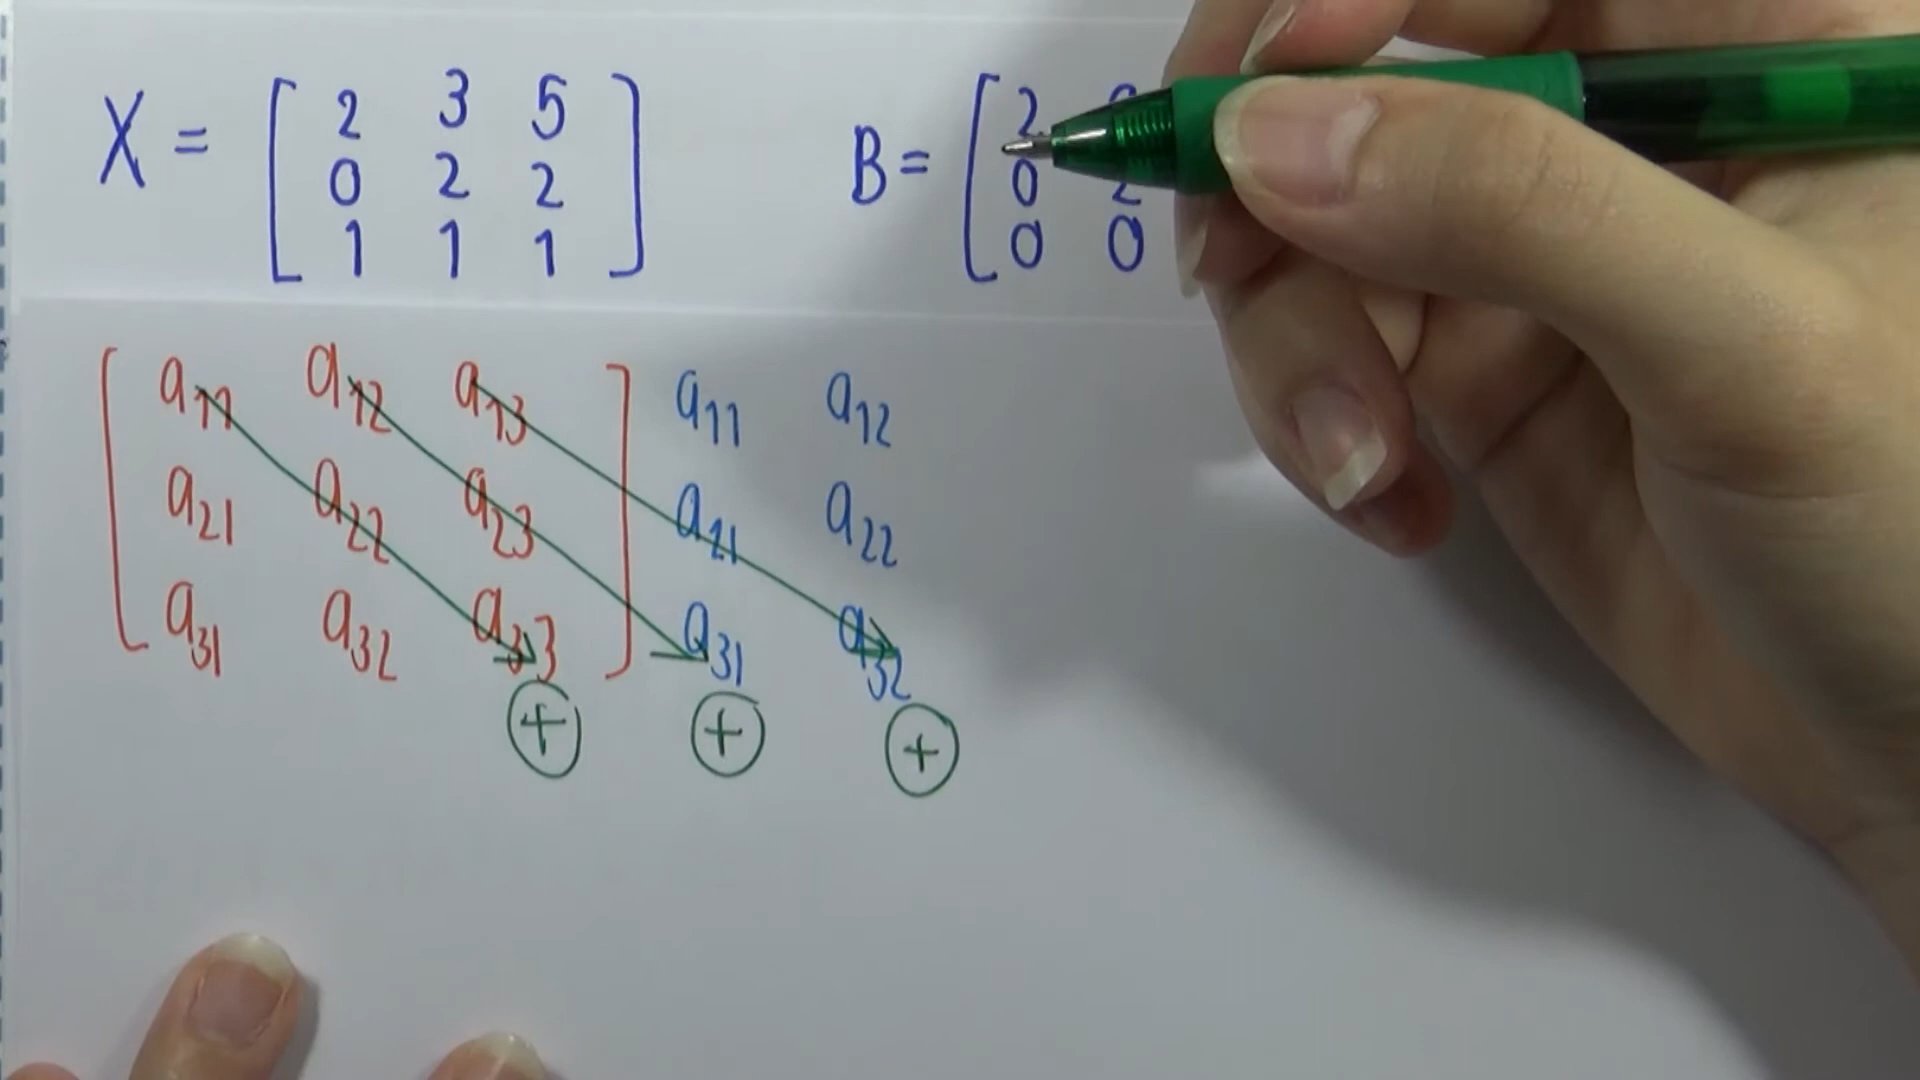 X = [ 2 3 5 ] B = [ 2
0 2 2 0 2
1 1 1 0 0
[ a11 a12 a13 ] a11 a12
a21 a22 a23 a21 a22
a31 a32 a33 a31 a32
+ + +